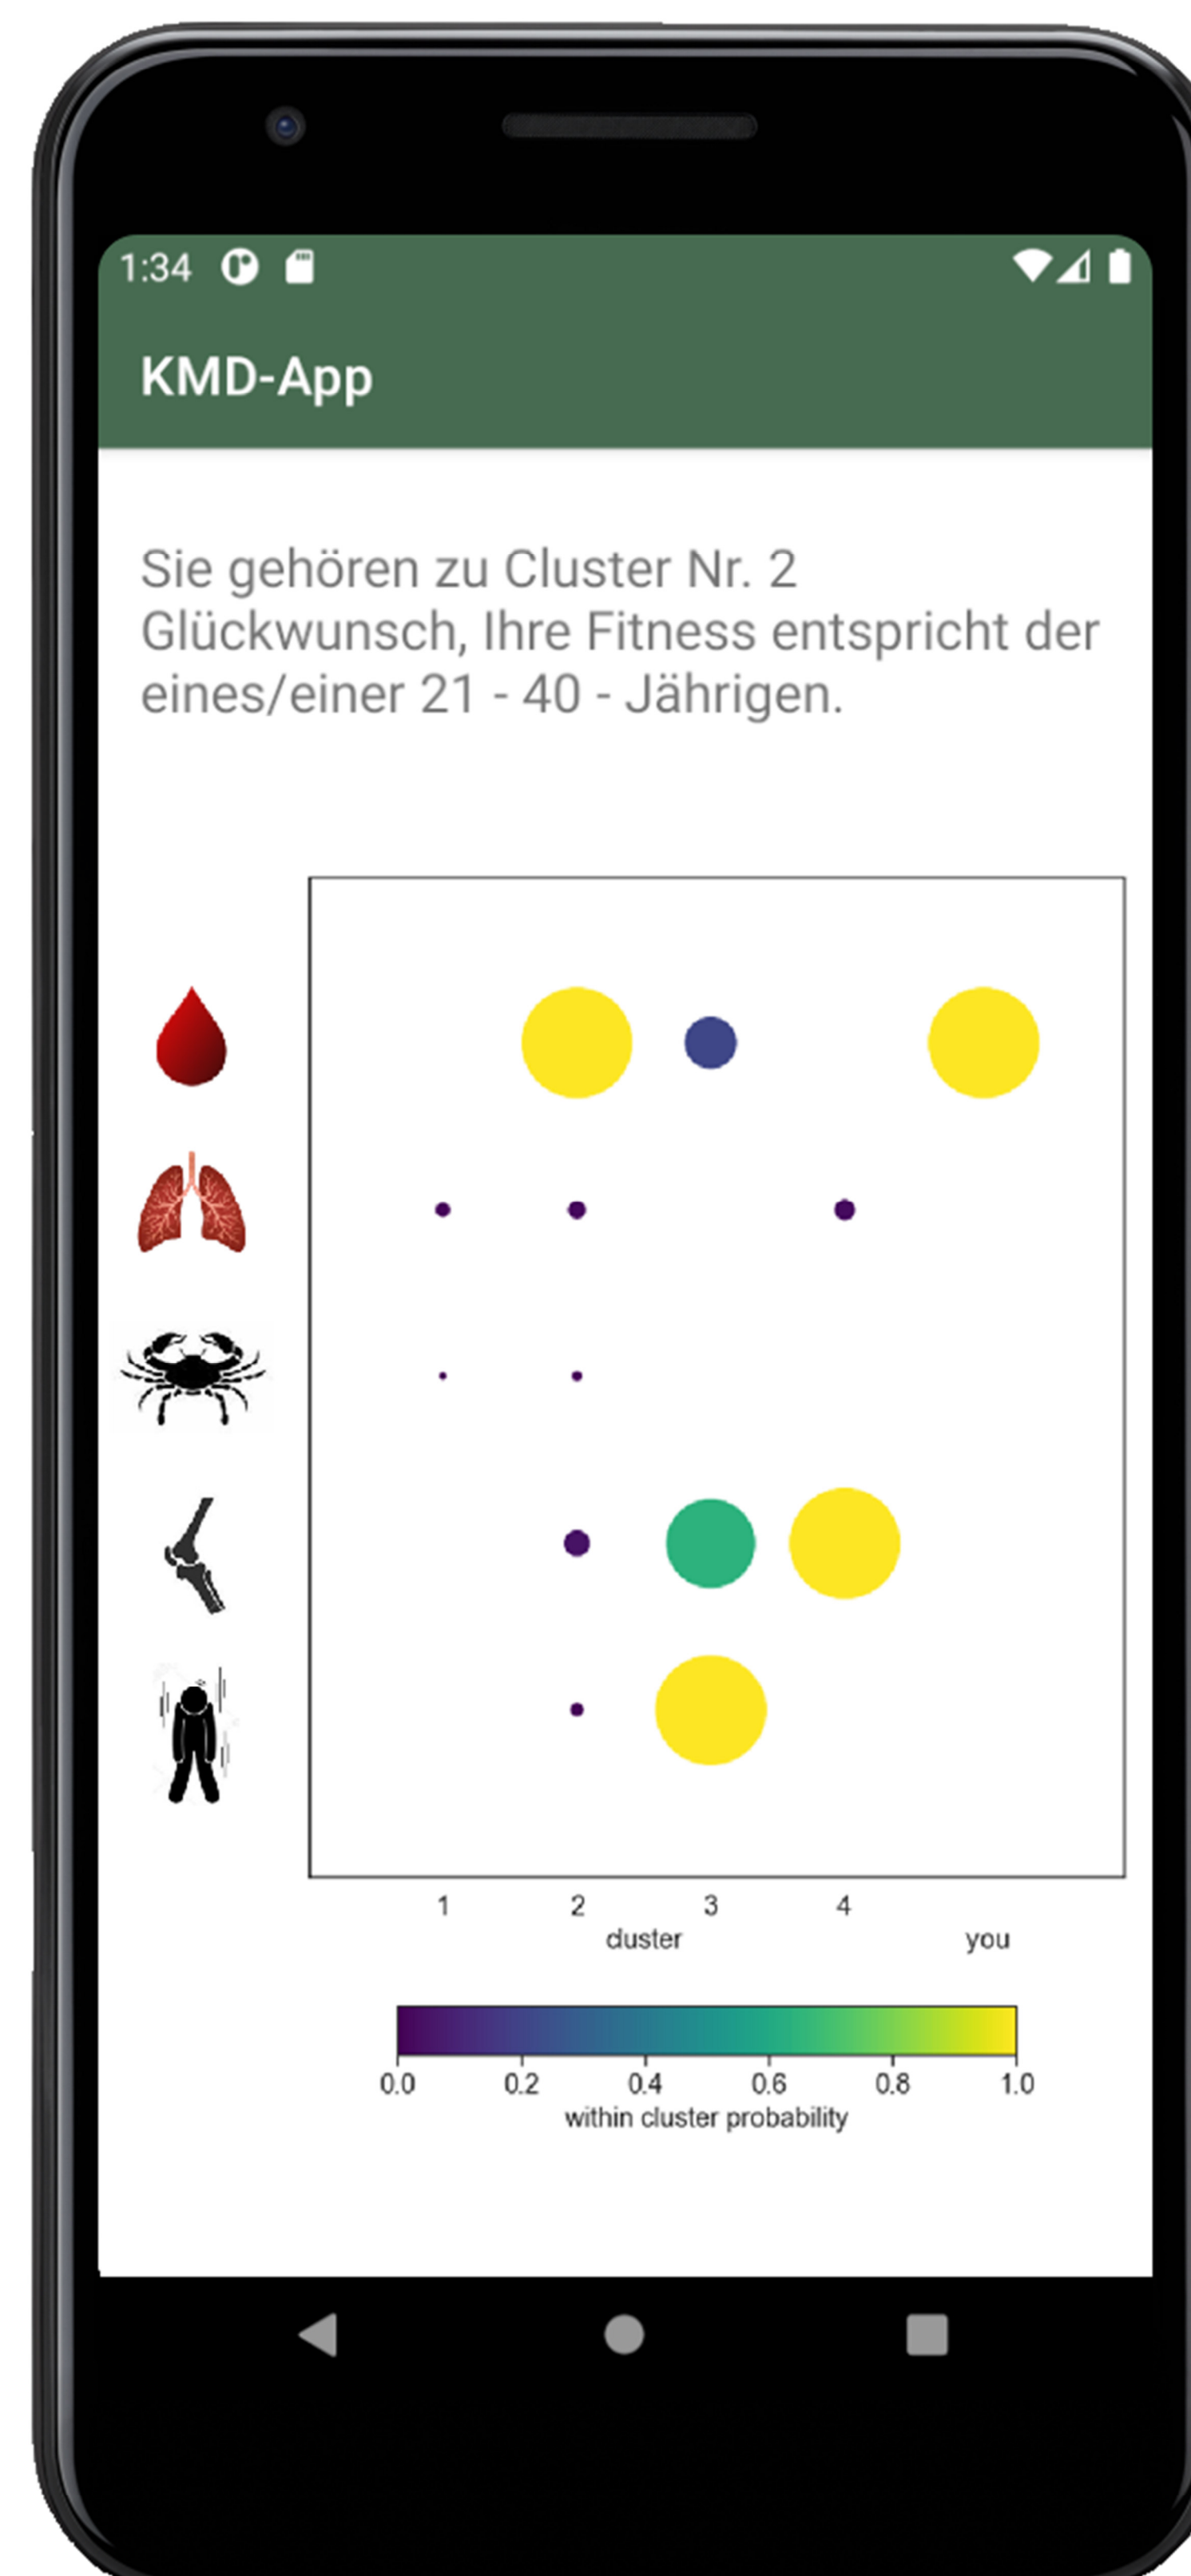 1:34
KMD-App
Sie gehören zu Cluster Nr. 2
Glückwunsch, Ihre Fitness entspricht der
eines/einer 21 - 40 - Jährigen.
1 2 3 4
cluster you
0.0 0.2 0.4 0.6 0.8 1.0
within cluster probability